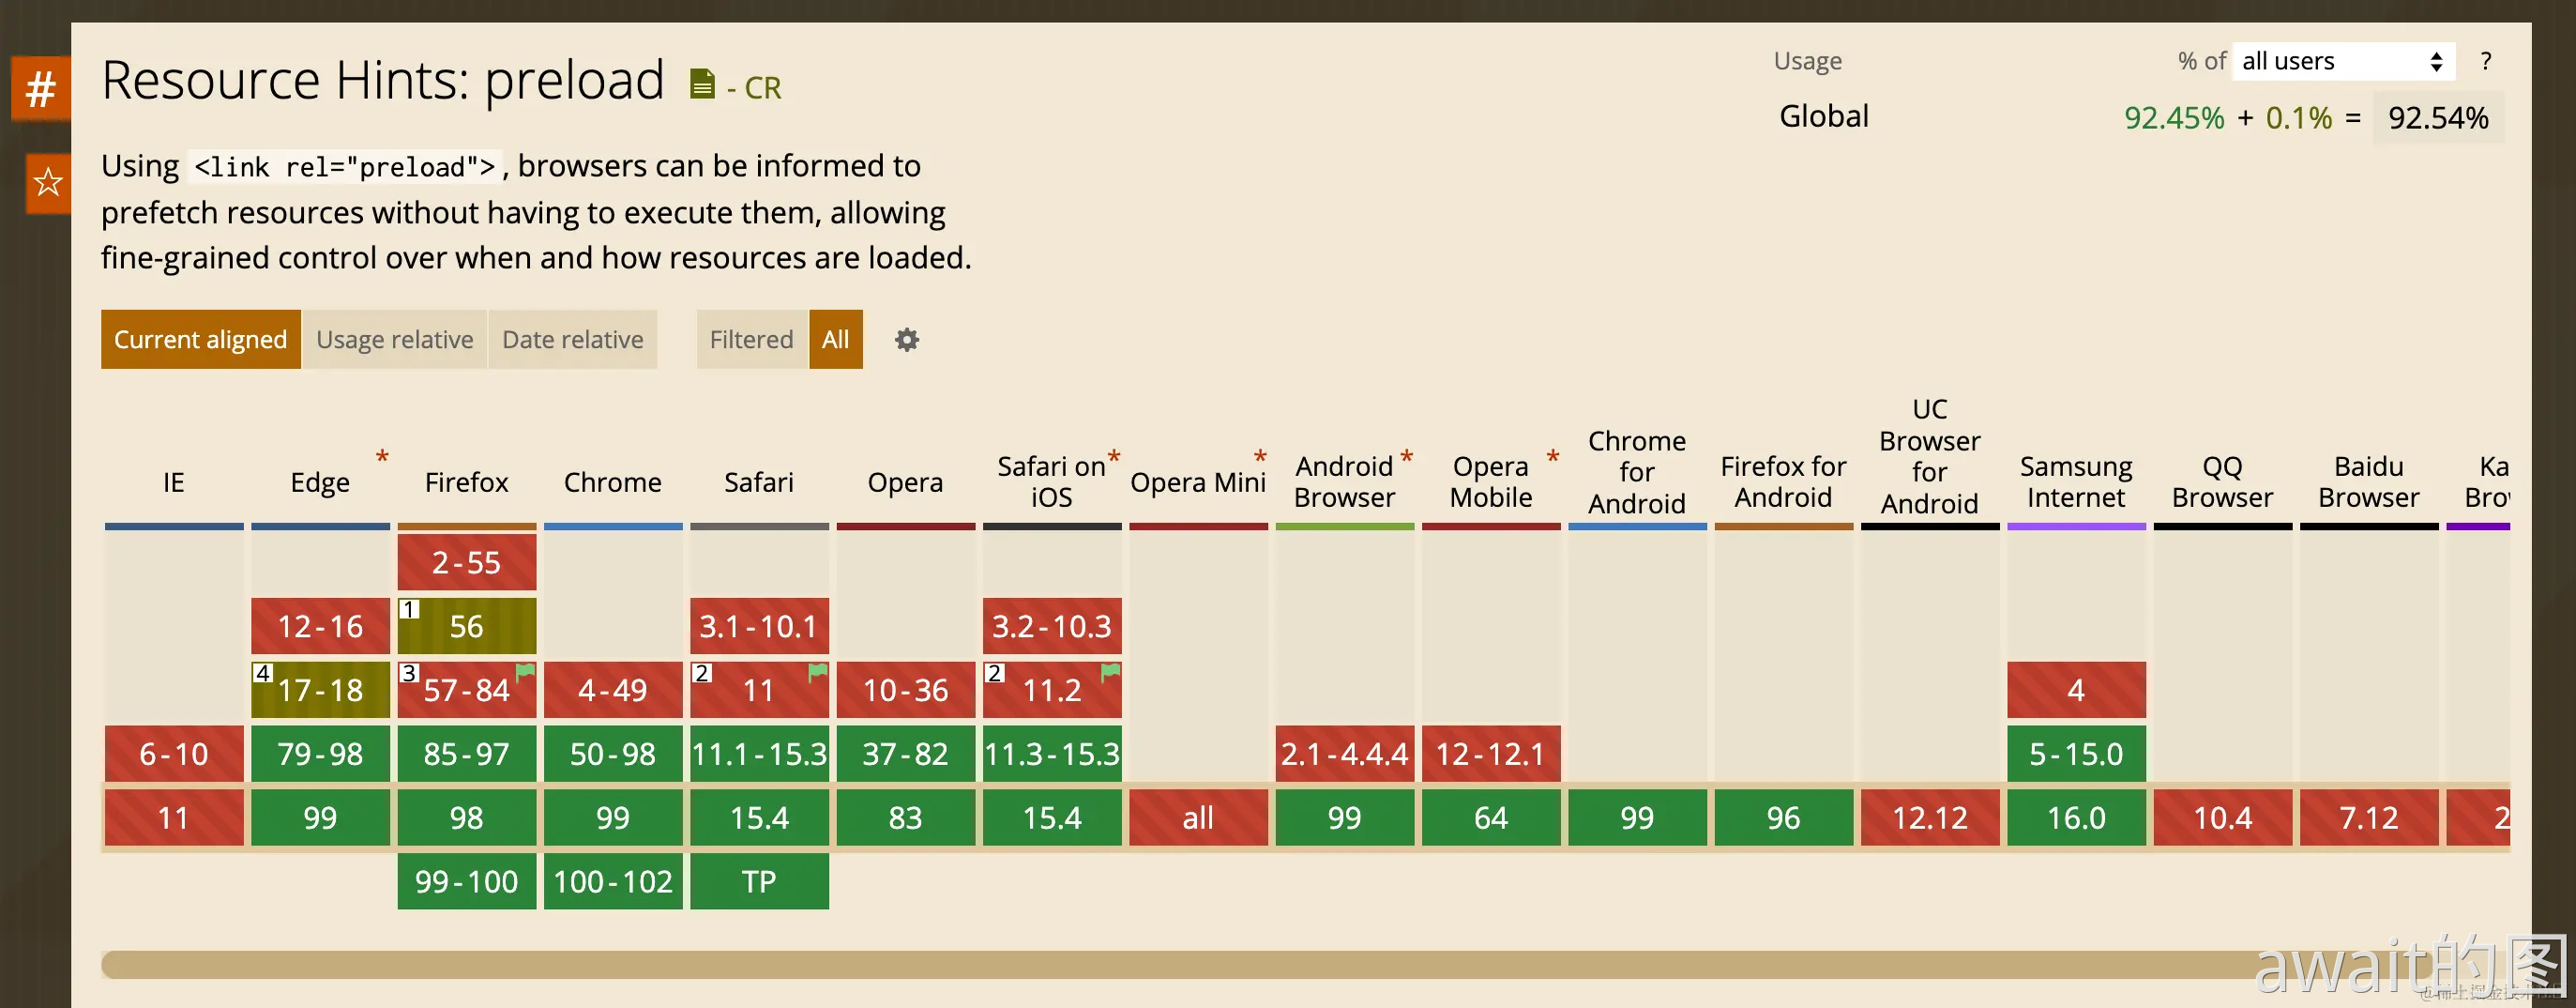 #
Resource Hints: preload - CR
Usage % of all users ?
Global 92.45% + 0.1% = 92.54%
Using <link rel="preload">, browsers can be informed to
prefetch resources without having to execute them, allowing
fine-grained control over when and how resources are loaded.
Current aligned Usage relative Date relative Filtered All
IE Edge * Firefox Chrome Safari Opera Safari on iOS * Opera Mini * Android Browser * Opera Mobile * Chrome for Android Firefox for Android UC Browser for Android Samsung Internet QQ Browser Baidu Browser
2-55
12-16 1 56 3.1-10.1 3.2-10.3
4 17-18 3 57-84 4-49 2 11 10-36 2 11.2 4
6-10 79-98 85-97 50-98 11.1-15.3 37-82 11.3-15.3 2.1-4.4.4 12-12.1 5-15.0
11 99 98 99 15.4 83 15.4 all 99 64 99 96 12.12 16.0 10.4 7.12
99-100 100-102 TP
await的图